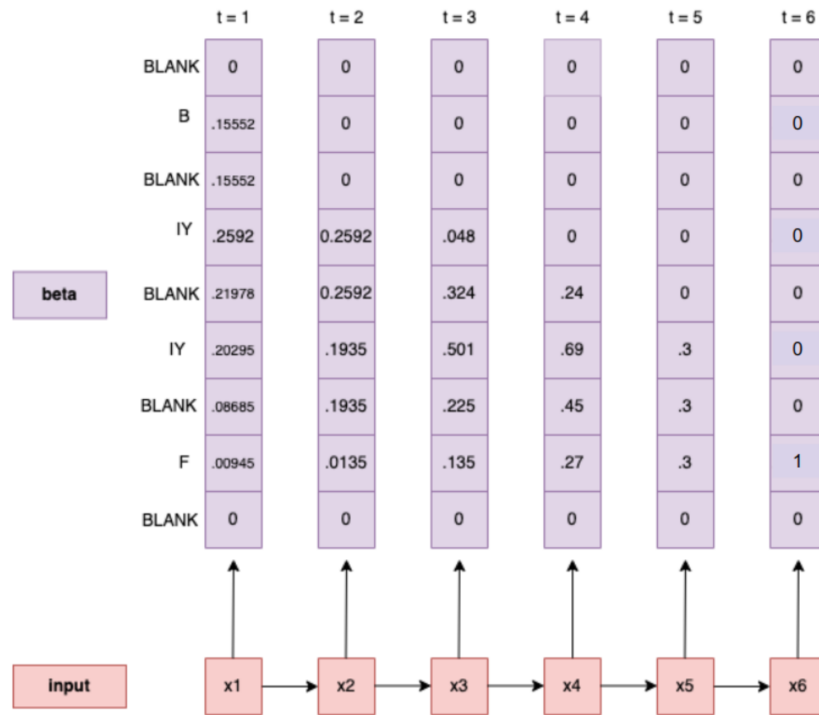 t = 1 t = 2 t = 3 t = 4 t = 5 t = 6
BLANK 0 0 0 0 0 0
B .15552 0 0 0 0 0
BLANK .15552 0 0 0 0 0
IY .2592 0.2592 .048 0 0 0
beta BLANK .21978 0.2592 .324 .24 0 0
IY .20295 .1935 .501 .69 .3 0
BLANK .08685 .1935 .225 .45 .3 0
F .00945 .0135 .135 .27 .3 1
BLANK 0 0 0 0 0 0
input x1 x2 x3 x4 x5 x6